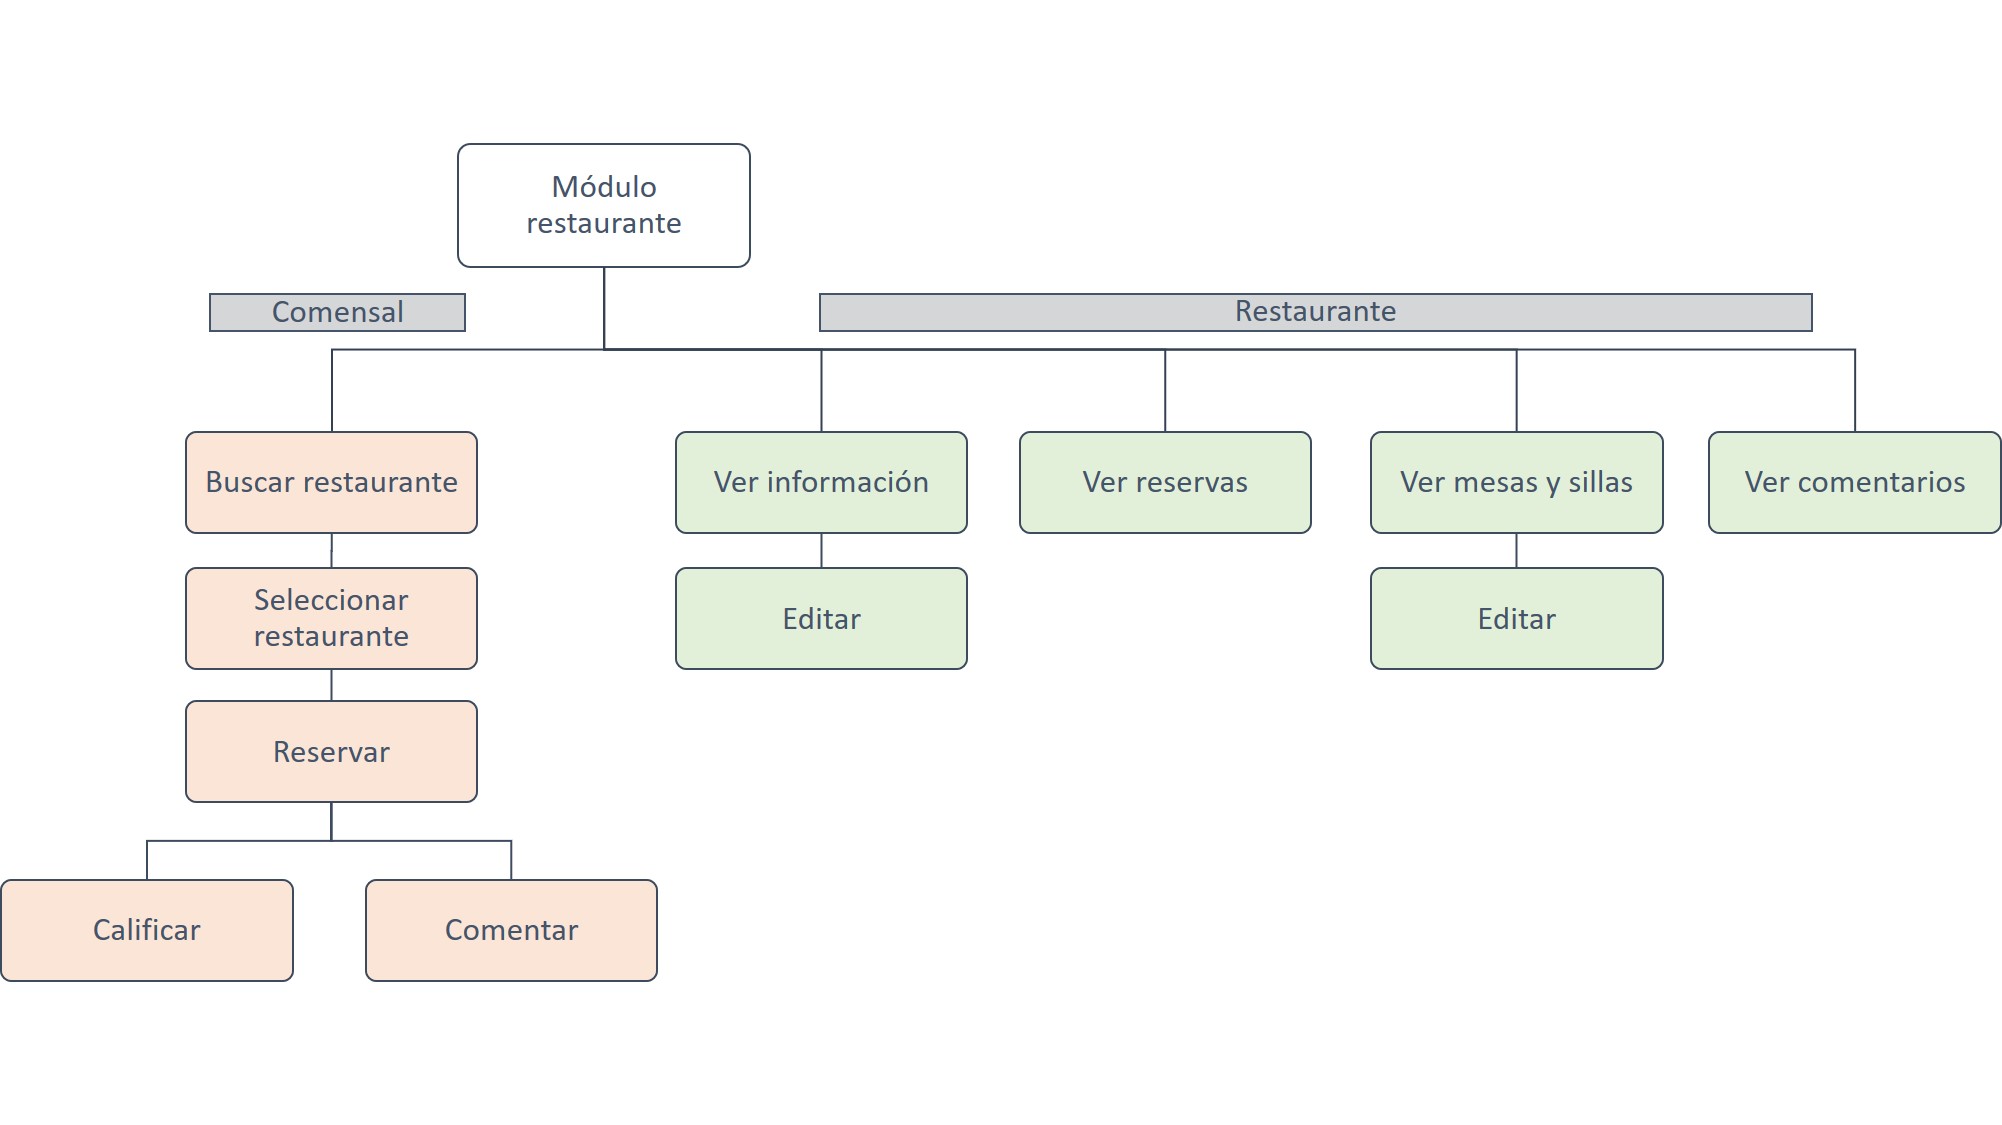 Módulo
restaurante
Comensal
Restaurante
Buscar restaurante
Ver información
Ver reservas
Ver mesas y sillas
Ver comentarios
Seleccionar
restaurante
Editar
Editar
Reservar
Calificar
Comentar